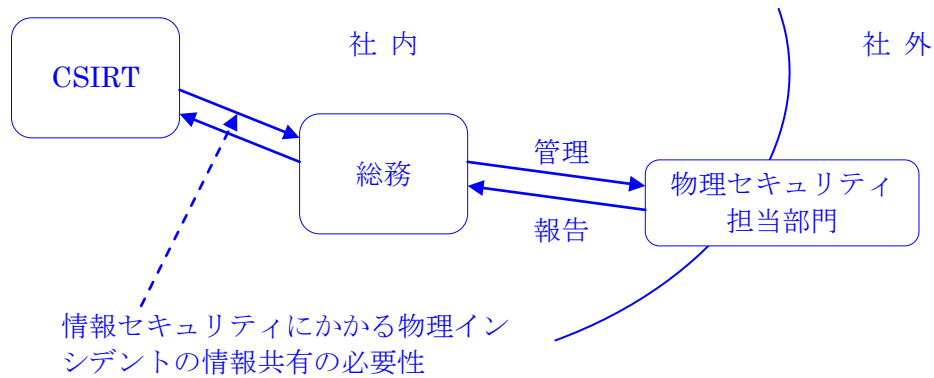 社 内
社 外
CSIRT
総務
管理
物理セキュリティ
担当部門
報告
情報セキュリティにかかる物理イン
シデントの情報共有の必要性